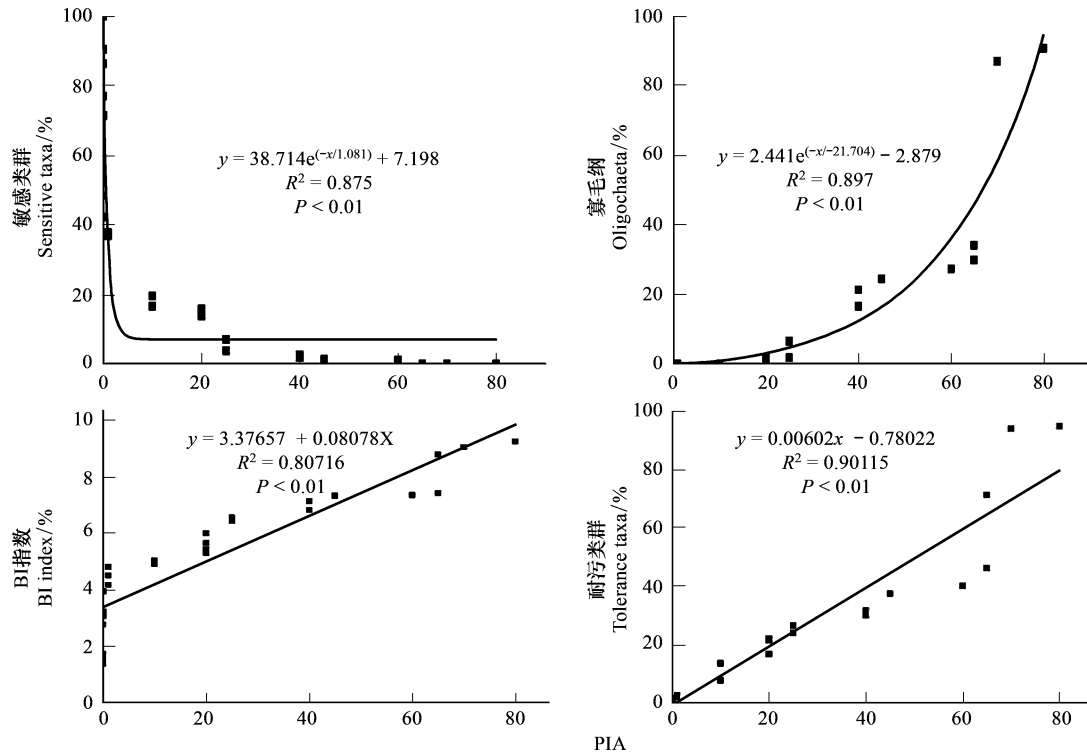 100
80
60
40
20
0
敏感类群
Sensitive taxa/%
y = 38.714e^(−x/1.081) + 7.198
R² = 0.875
P < 0.01
0 20 40 60 80
100
80
60
40
20
0
寡毛纲
Oligochaeta/%
y = 2.441e^(−x/−21.704) − 2.879
R² = 0.897
P < 0.01
0 20 40 60 80
10
8
6
4
2
0
BI指数
BI index/%
y = 3.37657 + 0.08078X
R² = 0.80716
P < 0.01
0 20 40 60 80
100
80
60
40
20
0
耐污类群
Tolerance taxa/%
y = 0.00602x − 0.78022
R² = 0.90115
P < 0.01
0 20 40 60 80
PIA